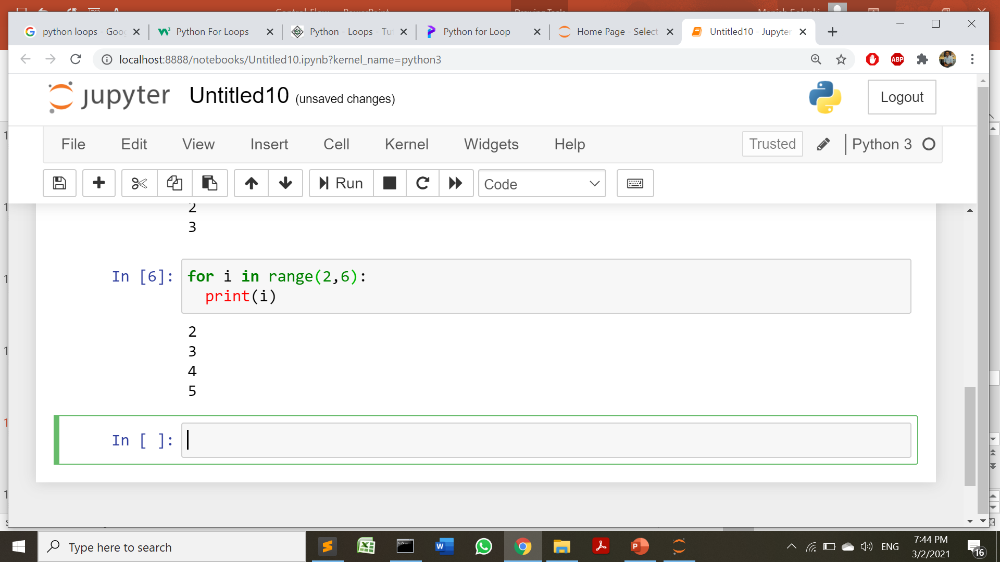 python loops - Goo
Python For Loops
Python - Loops - Tu
Python for Loop
Home Page - Select
Untitled10 - Jupyter
localhost:8888/notebooks/Untitled10.ipynb?kernel_name=python3
ABP
jupyter Untitled10 (unsaved changes)
Logout
File Edit View Insert Cell Kernel Widgets Help
Trusted
Python 3
Run
Code
2
3
In [6]: for i in range(2,6):
print(i)
2
3
4
5
In [ ]:
Type here to search
ENG
7:44 PM
3/2/2021
16